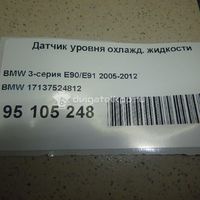 Датчик уровня охлажд. жидкости
BMW 3-серия E90/E91 2005-2012
BMW 17137524812
95 105 248